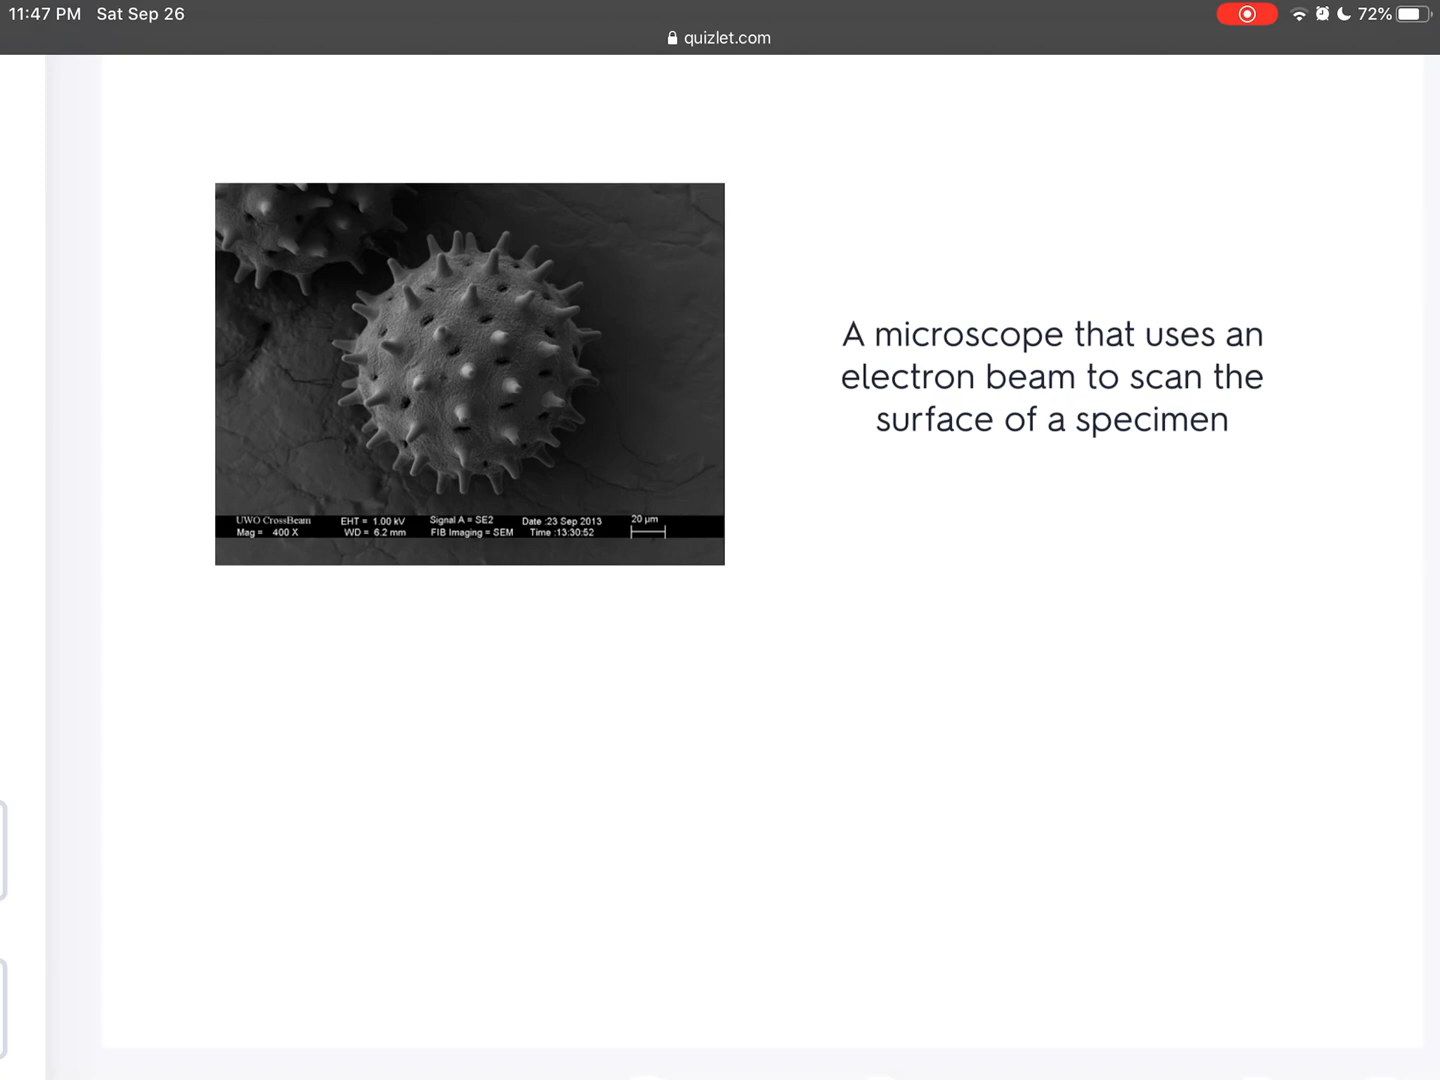 11:47 PM Sat Sep 26
72%
quizlet.com
A microscope that uses an
electron beam to scan the
surface of a specimen
UWO CrossBeam EHT = 1.00 kV Signal A = SE2 Date :23 Sep 2013 20 µm
Mag = 400 X WD = 6.2 mm FIB Imaging = SEM Time :13:30:52